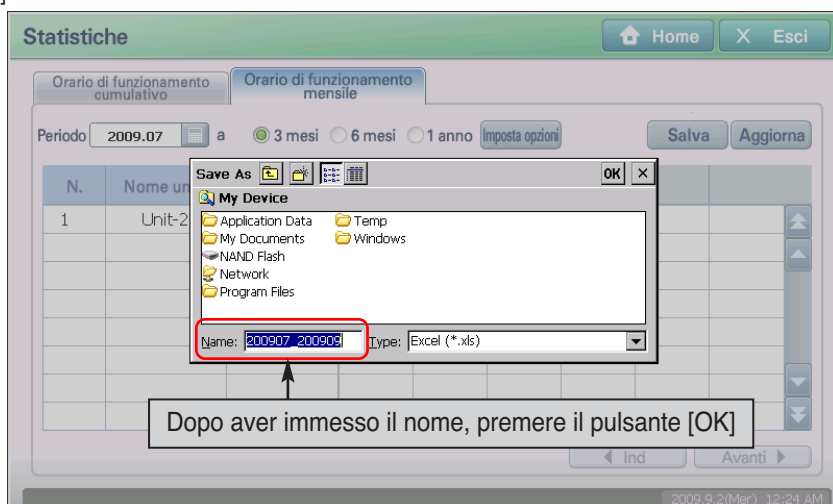 Statistiche
Home
X Esci
Orario di funzionamento
cumulativo
Orario di funzionamento
mensile
Periodo 2009.07 a 3 mesi 6 mesi 1 anno Imposta opzioni Salva Aggiorna
N. Nome un
1 Unit-2
Save As OK ×
My Device
Application Data Temp
My Documents Windows
NAND Flash
Network
Program Files
Name: 200907_200909 Type: Excel (*.xls)
Dopo aver immesso il nome, premere il pulsante [OK]
Ind Avanti
2009.9.2(Mer) 12:24 AM